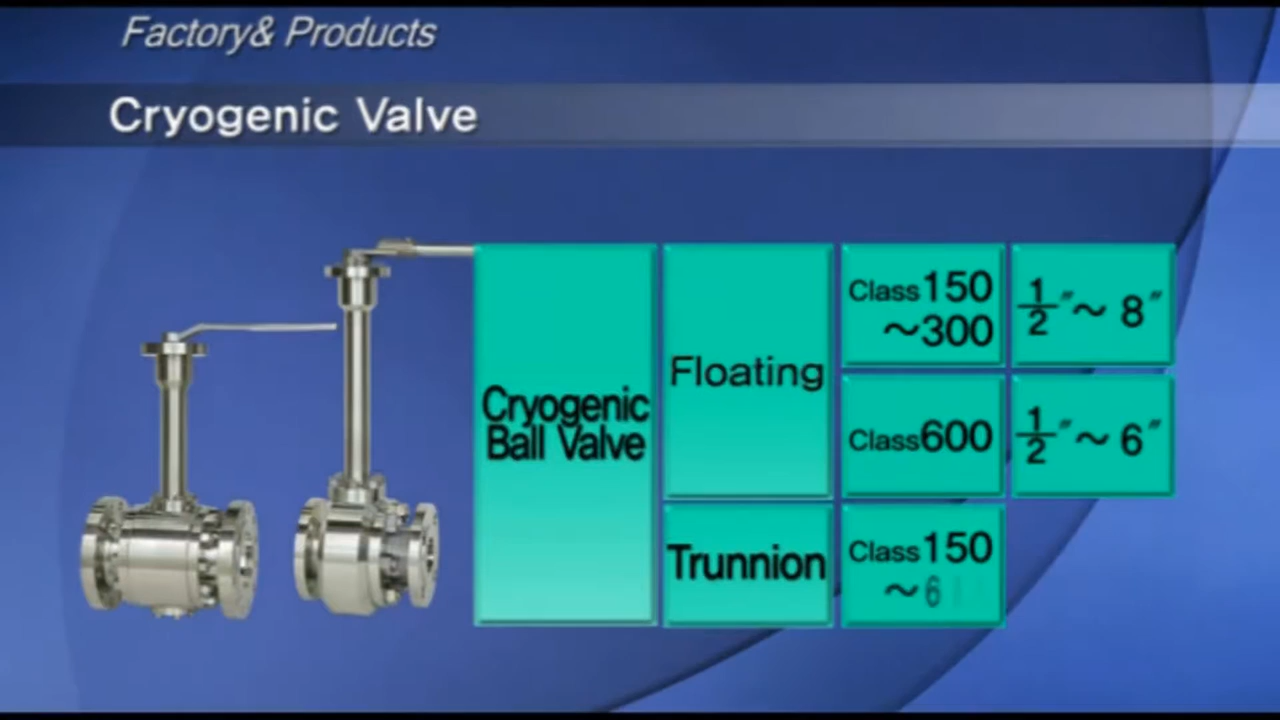 Factory& Products
Cryogenic Valve
Cryogenic
Ball Valve
Floating
Class150
~300
1/2″~ 8″
Class600
1/2″~ 6″
Trunnion
Class150
~6